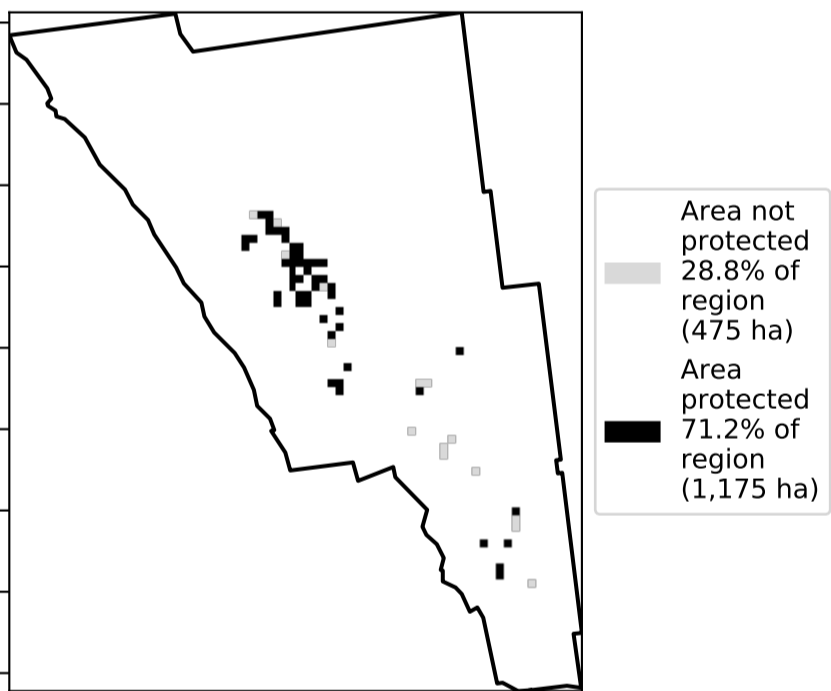 Area not
protected
28.8% of
region
(475 ha)
Area
protected
71.2% of
region
(1,175 ha)